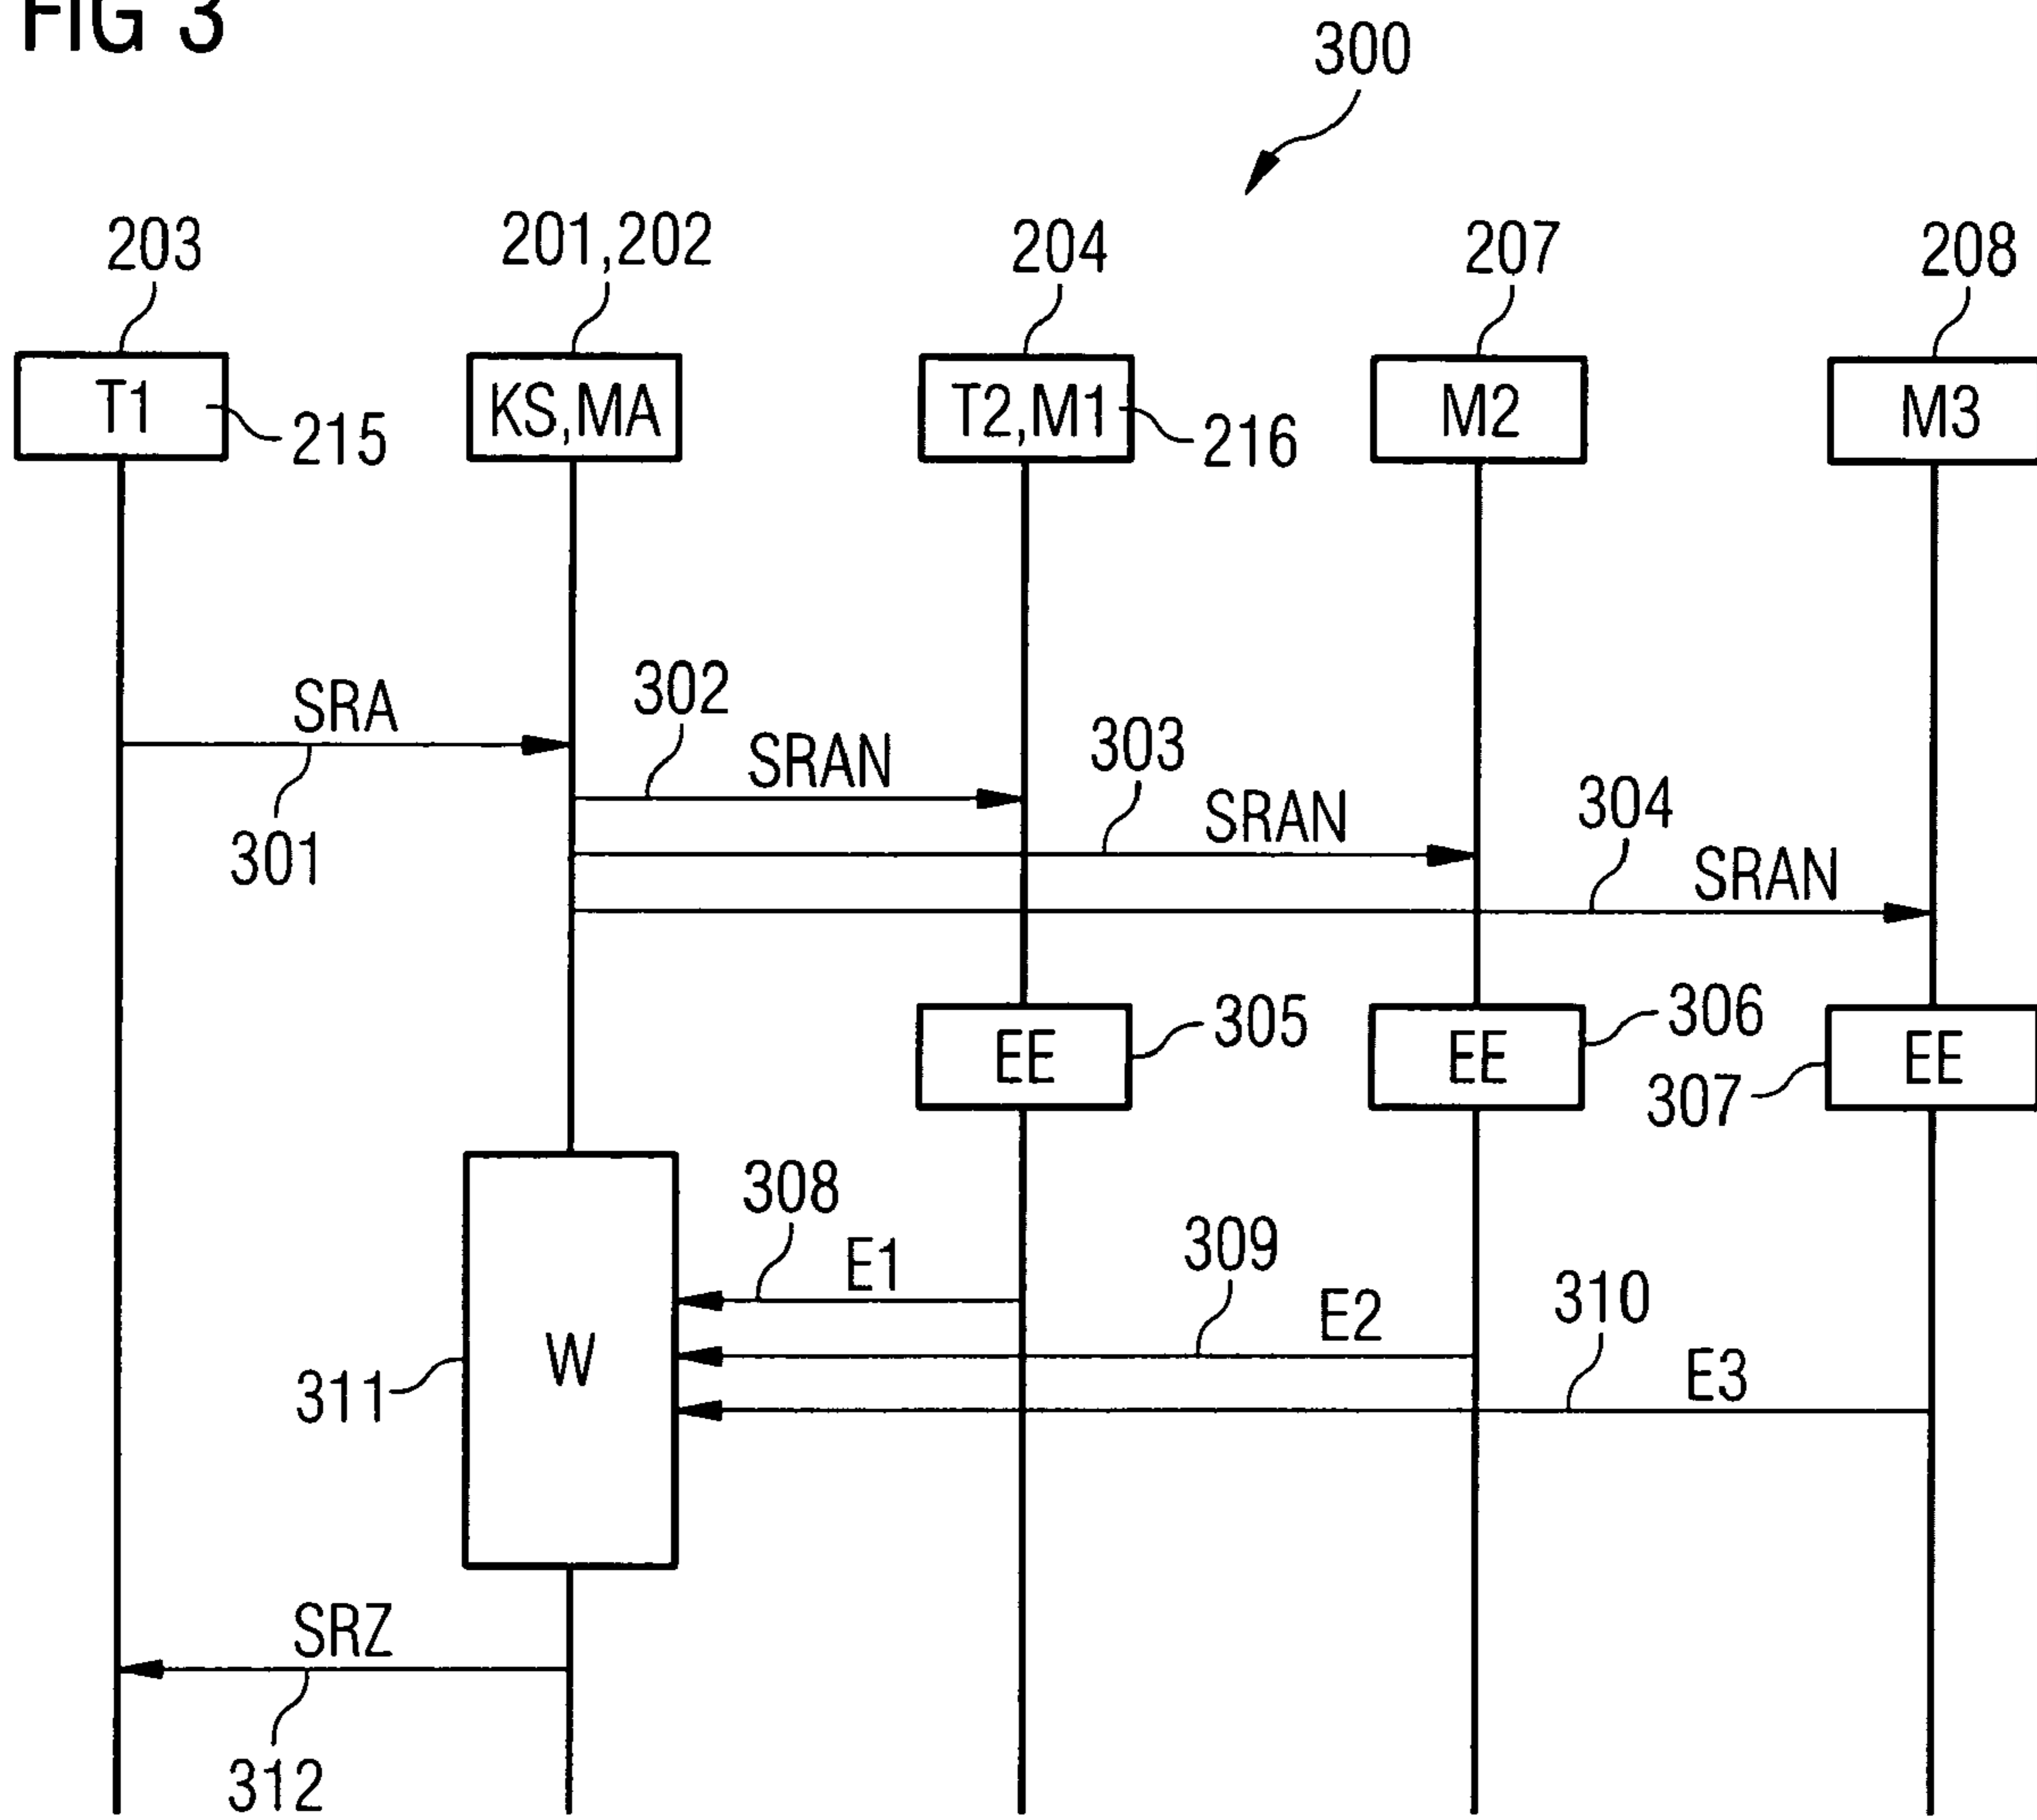 FIG 3
300
203
201,202
204
207
208
T1
215
KS,MA
T2,M1
216
M2
M3
SRA
301
302
SRAN
303
SRAN
304
SRAN
EE
305
EE
306
307
EE
308
E1
309
E2
310
E3
311
W
SRZ
312